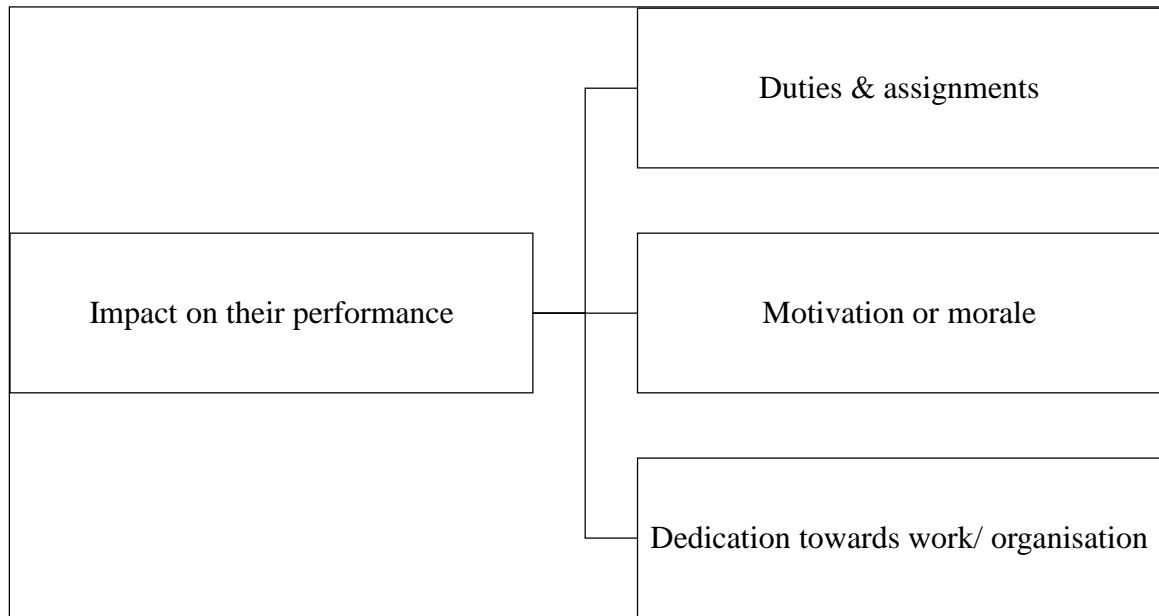 Duties & assignments
Impact on their performance
Motivation or morale
Dedication towards work/ organisation